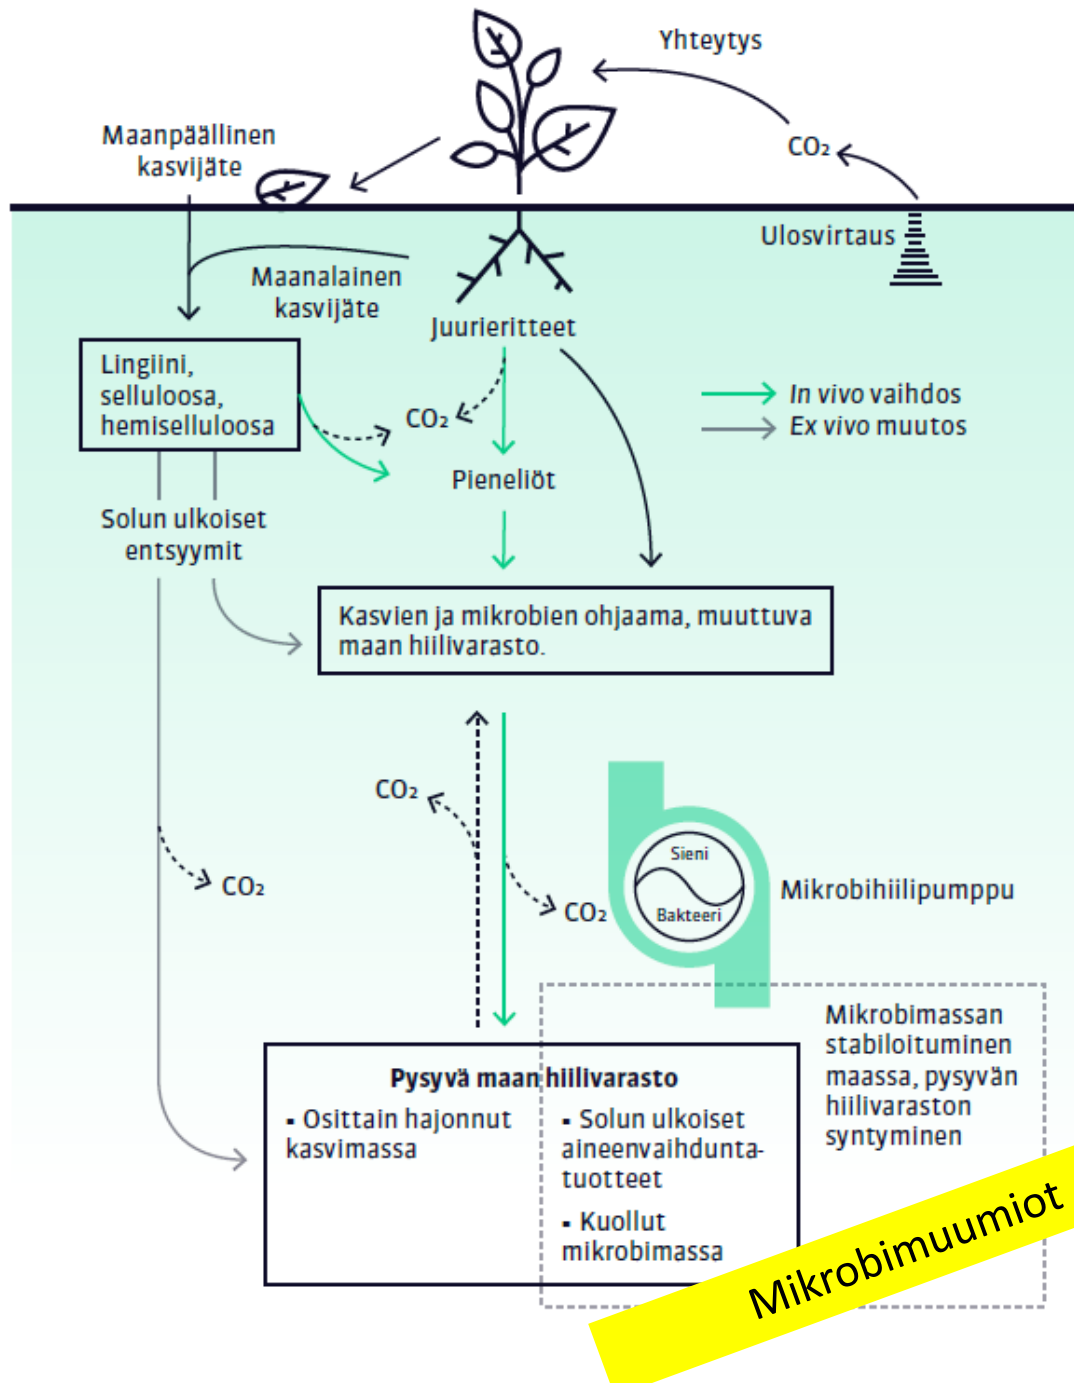 Yhteytys
Maanpäällinen
kasvijäte
CO₂
Ulosvirtaus
Maanalainen
kasvijäte
Juurieritteet
Lingiini,
selluloosa,
hemiselluloosa
CO₂
In vivo vaihdos
Ex vivo muutos
Pieneliöt
Solun ulkoiset
entsyymit
Kasvien ja mikrobien ohjaama, muuttuva
maan hiilivarasto.
CO₂
CO₂
CO₂
Sieni
Bakteeri
Mikrobihiilipumppu
Mikrobimassan
stabiloituminen
maassa, pysyvän
hiilivaraston
syntyminen
Pysyvä maan hiilivarasto
▪ Osittain hajonnut
kasvimassa
▪ Solun ulkoiset
aineenvaihdunta-
tuotteet
▪ Kuollut
mikrobimassa
Mikrobimuumiot